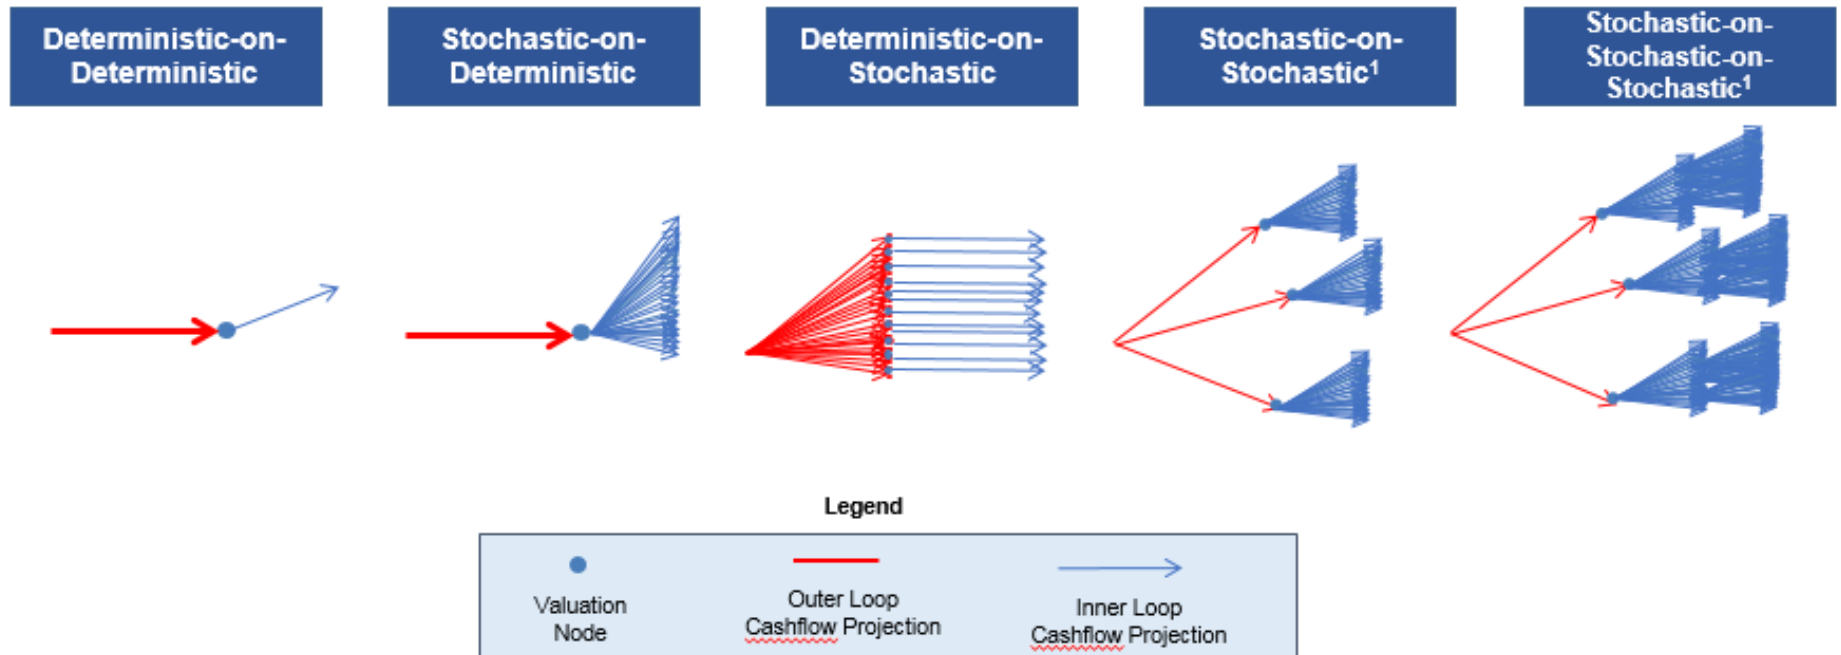 Deterministic-on-
Deterministic
Stochastic-on-
Deterministic
Deterministic-on-
Stochastic
Stochastic-on-
Stochastic¹
Stochastic-on-
Stochastic-on-
Stochastic¹
Legend
Valuation
Node
Outer Loop
Cashflow Projection
Inner Loop
Cashflow Projection